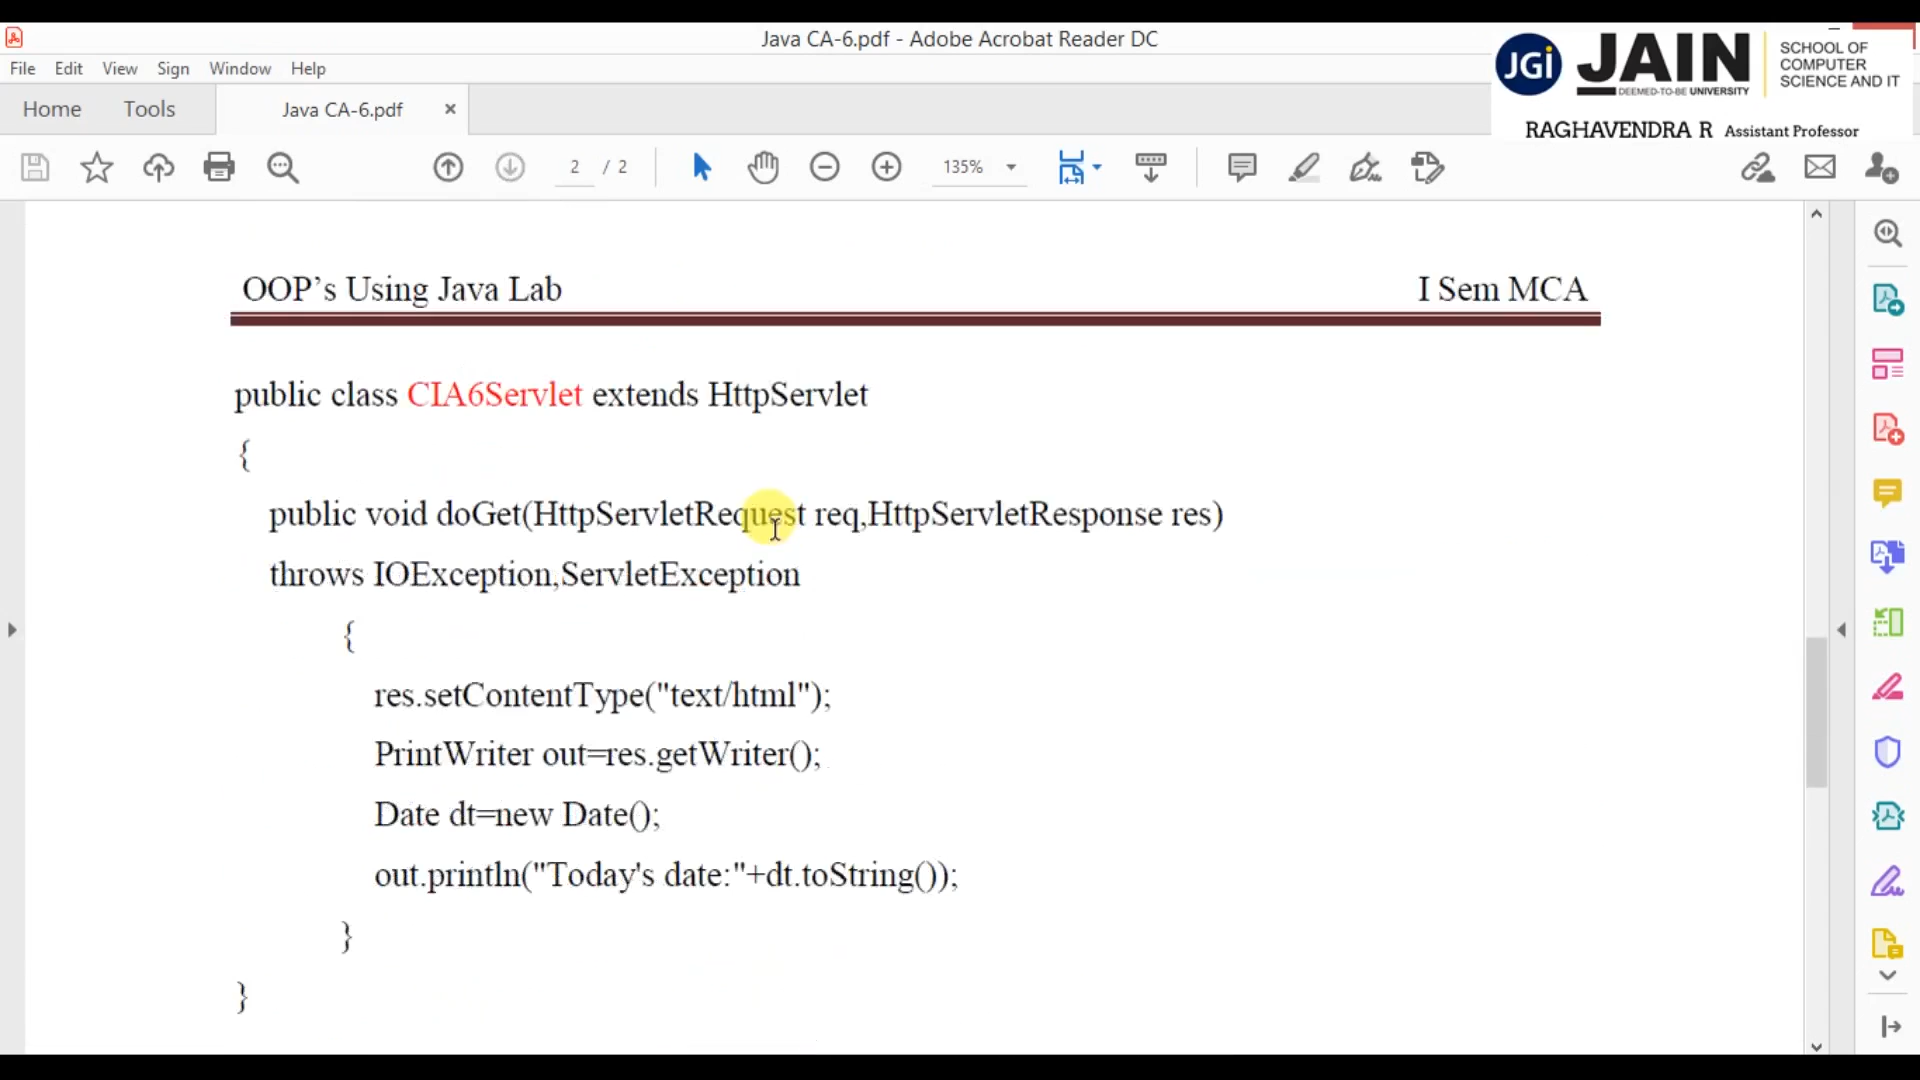 Java CA-6.pdf - Adobe Acrobat Reader DC
File Edit View Sign Window Help
JGi JAIN DEEMED-TO-BE UNIVERSITY
SCHOOL OF
COMPUTER
SCIENCE AND IT
RAGHAVENDRA R Assistant Professor
Home Tools Java CA-6.pdf ×
2 / 2 135%
OOP’s Using Java Lab I Sem MCA
public class CIA6Servlet extends HttpServlet
{
public void doGet(HttpServletRequest req,HttpServletResponse res)
throws IOException,ServletException
{
res.setContentType("text/html");
PrintWriter out=res.getWriter();
Date dt=new Date();
out.println("Today's date:"+dt.toString());
}
}